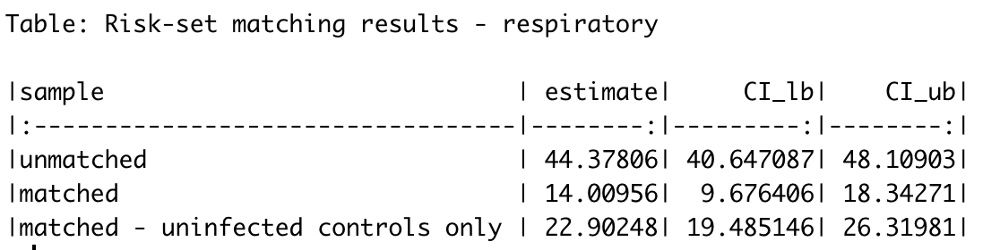 Table: Risk-set matching results - respiratory
|sample                            | estimate|     CI_lb|    CI_ub|
|:---------------------------------|--------:|---------:|--------:|
|unmatched                         | 44.37806| 40.647087| 48.10903|
|matched                           | 14.00956|  9.676406| 18.34271|
|matched - uninfected controls only | 22.90248| 19.485146| 26.31981|